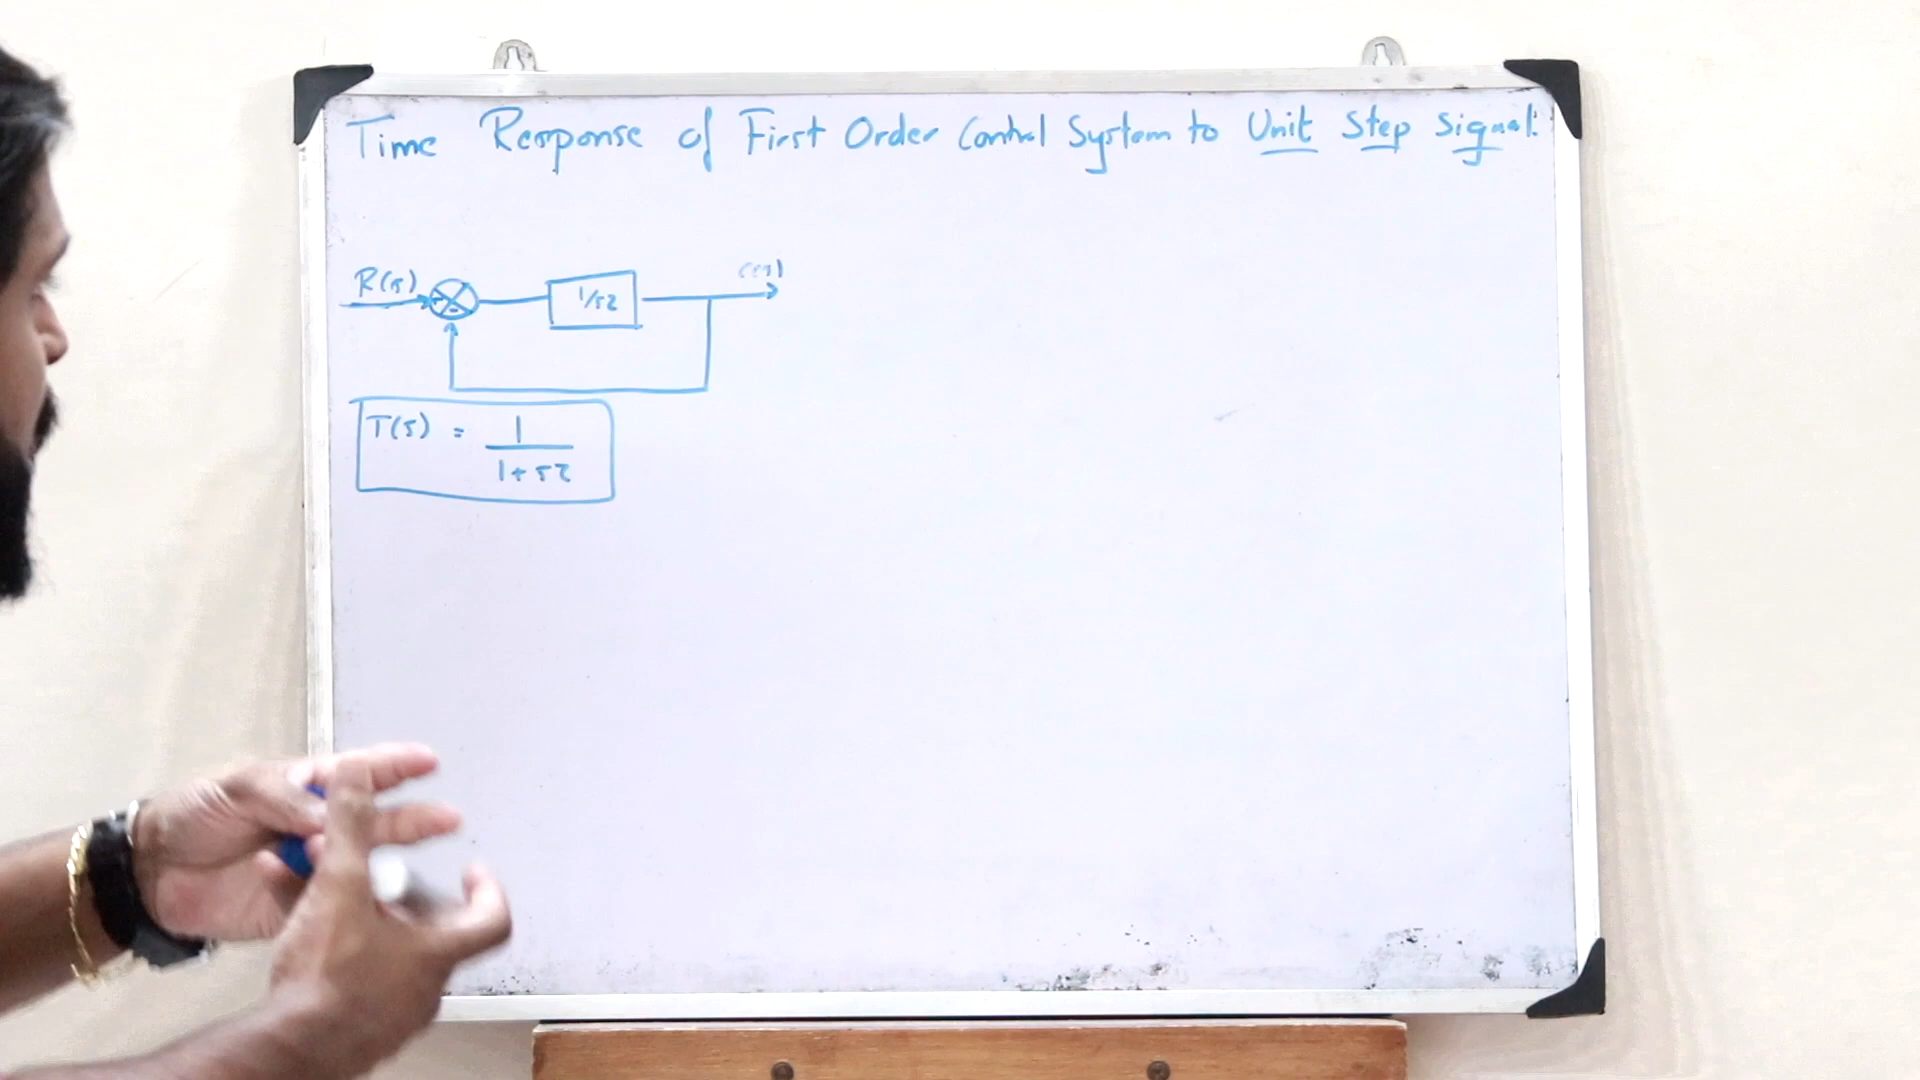 Time Response of First Order Control System to Unit Step Signal:
R(s) 1/sτ C(s)
-
T(s) = 1
1+sτ